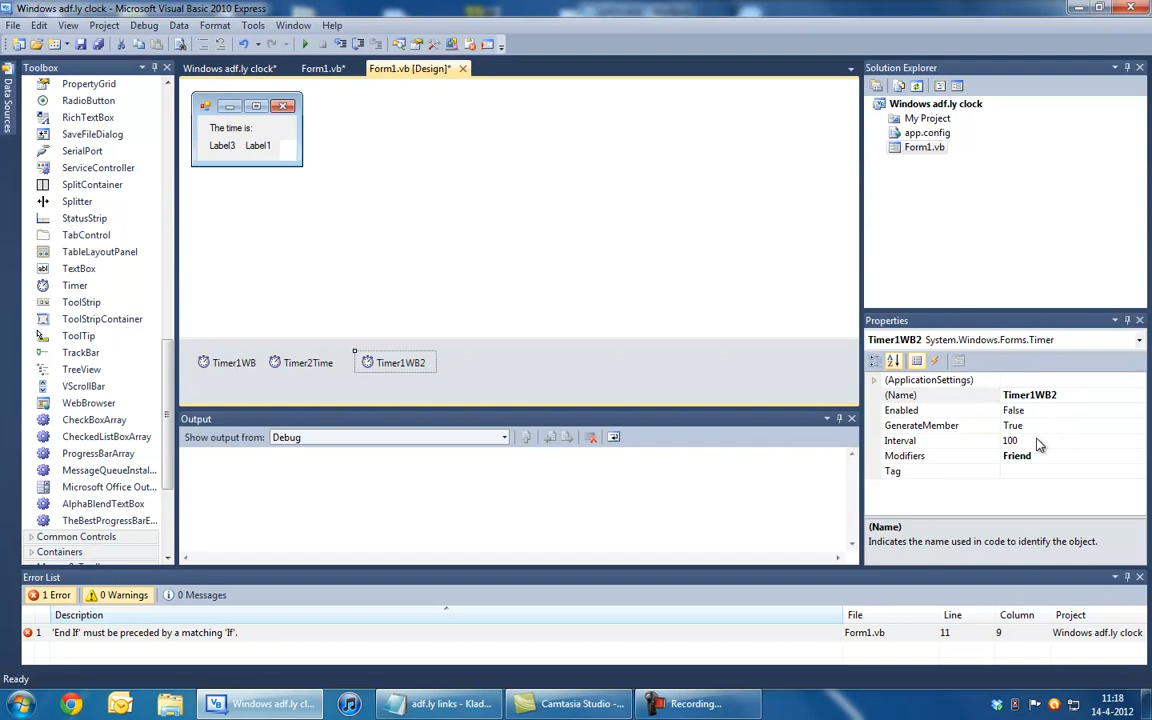 Windows adf.ly clock - Microsoft Visual Basic 2010 Express
File Edit View Project Debug Data Format Tools Window Help
Toolbox
Windows adf.ly clock* Form1.vb* Form1.vb [Design]*
Solution Explorer
Data Sources
PropertyGrid
RadioButton
RichTextBox
SaveFileDialog
SerialPort
ServiceController
SplitContainer
Splitter
StatusStrip
TabControl
TableLayoutPanel
TextBox
Timer
ToolStrip
ToolStripContainer
ToolTip
TrackBar
TreeView
VScrollBar
WebBrowser
CheckBoxArray
CheckedListBoxArray
ProgressBarArray
MessageQueueInstal...
Microsoft Office Out...
AlphaBlendTextBox
TheBestProgressBarE...
Common Controls
Containers
The time is:
Label3 Label1
Timer1WB Timer2Time Timer1WB2
Output
Show output from: Debug
Windows adf.ly clock
My Project
app.config
Form1.vb
Properties
Timer1WB2 System.Windows.Forms.Timer
(ApplicationSettings)
(Name) Timer1WB2
Enabled False
GenerateMember True
Interval 100
Modifiers Friend
Tag
(Name)
Indicates the name used in code to identify the object.
Error List
1 Error 0 Warnings 0 Messages
Description File Line Column Project
1 'End If' must be preceded by a matching 'If'. Form1.vb 11 9 Windows adf.ly clock
Ready
Windows adf.ly cl... adf.ly links - Klad... Camtasia Studio -... Recording...
11:18
14-4-2012